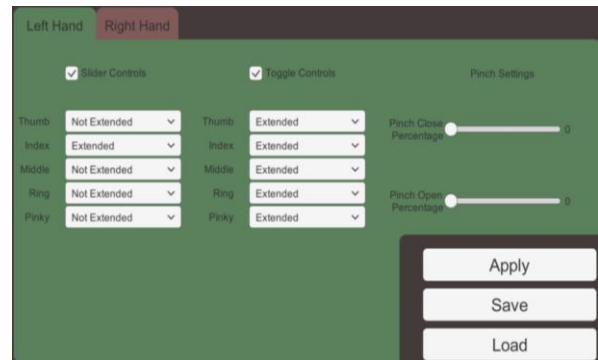 Left Hand Right Hand
Slider Controls Toggle Controls Pinch Settings
Thumb Not Extended Thumb Extended
Pinch Close Percentage 0
Index Extended Index Extended
Middle Not Extended Middle Extended
Ring Not Extended Ring Extended
Pinch Open Percentage 0
Pinky Not Extended Pinky Extended
Apply
Save
Load